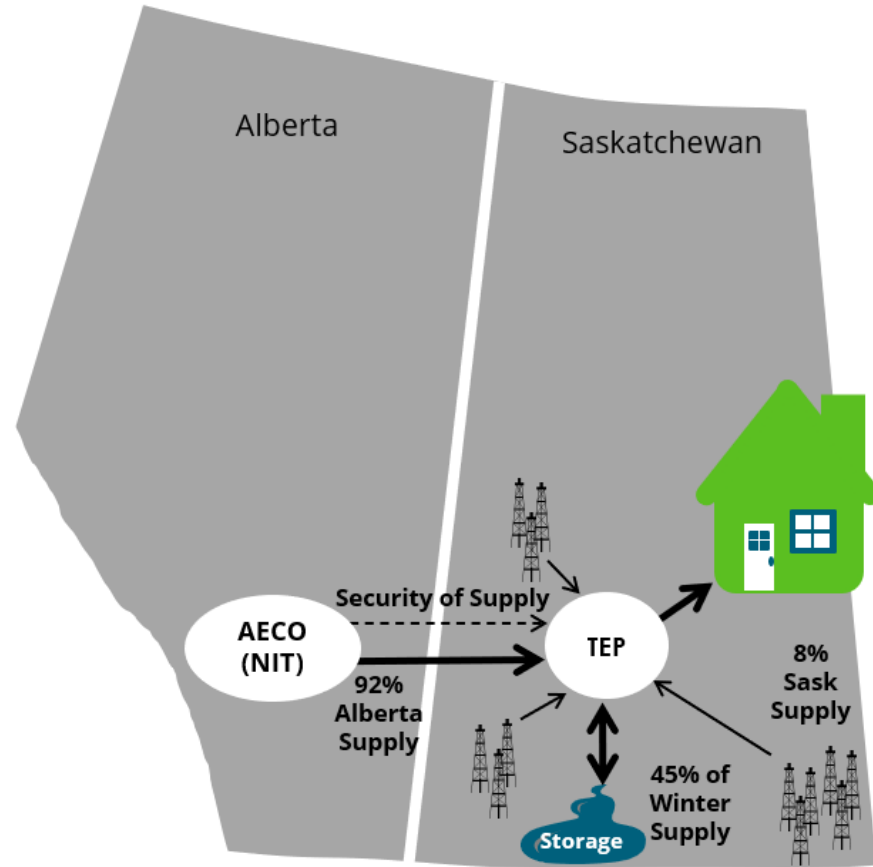 Alberta
Saskatchewan
Security of Supply
AECO
(NIT)
TEP
92%
Alberta
Supply
8%
Sask
Supply
45% of
Winter
Supply
Storage